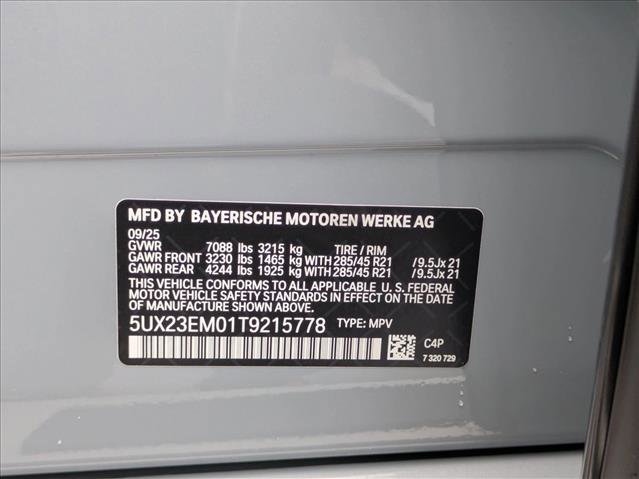 MFD BY BAYERISCHE MOTOREN WERKE AG
09/25
GVWR 7088 lbs 3215 kg TIRE / RIM
GAWR FRONT 3230 lbs 1465 kg WITH 285/45 R21 /9.5Jx 21
GAWR REAR 4244 lbs 1925 kg WITH 285/45 R21 /9.5Jx 21
THIS VEHICLE CONFORMS TO ALL APPLICABLE U. S. FEDERAL
MOTOR VEHICLE SAFETY STANDARDS IN EFFECT ON THE DATE
OF MANUFACTURE SHOWN ABOVE.
5UX23EM01T9215778 TYPE: MPV
C4P
7 320 729